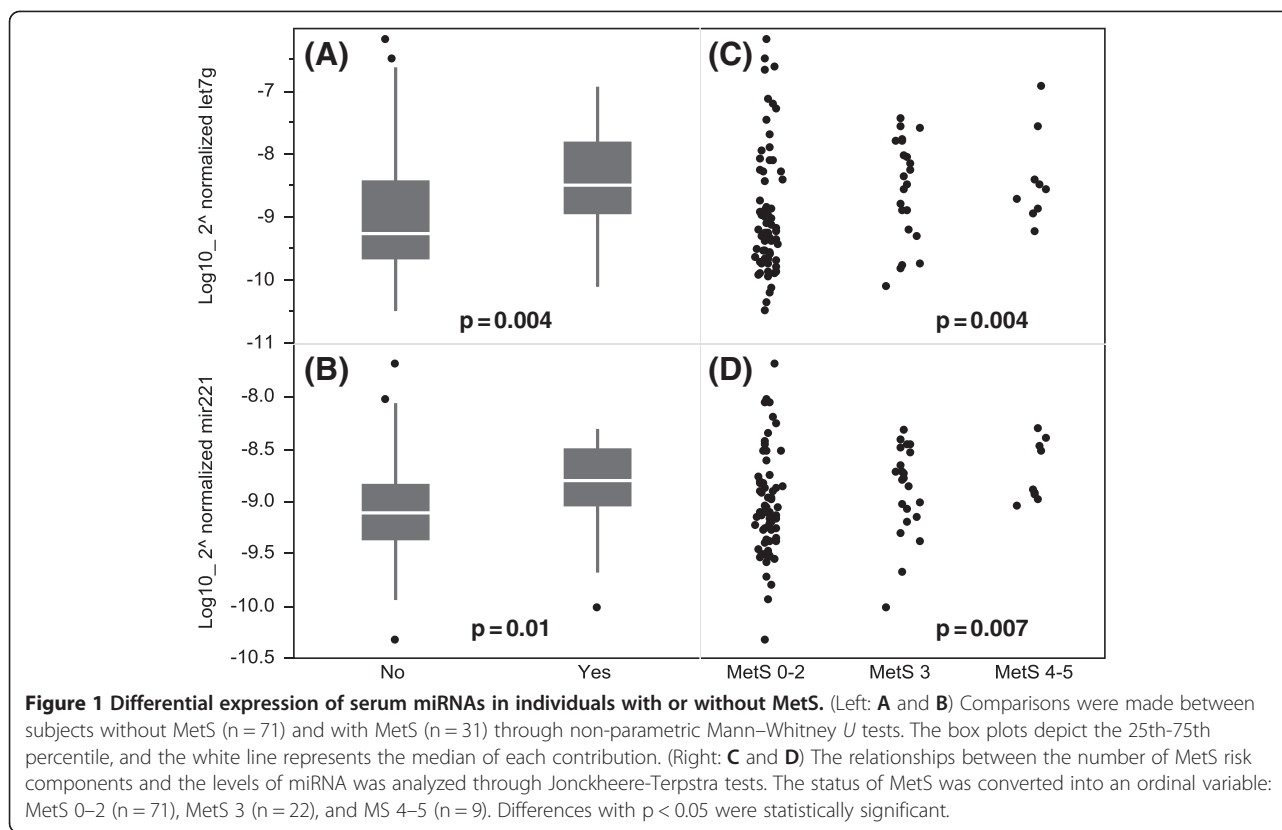 (A)
(C)
Log10_ 2^ normalized let7g
-7
-8
-9
-10
-11
p = 0.004
p = 0.004
(B)
(D)
Log10_ 2^ normalized mir221
-8.0
-8.5
-9.0
-9.5
-10.0
-10.5
p = 0.01
p = 0.007
No
Yes
MetS 0-2
MetS 3
MetS 4-5
Figure 1 Differential expression of serum miRNAs in individuals with or without MetS. (Left: A and B) Comparisons were made between
subjects without MetS (n = 71) and with MetS (n = 31) through non-parametric Mann–Whitney U tests. The box plots depict the 25th-75th
percentile, and the white line represents the median of each contribution. (Right: C and D) The relationships between the number of MetS risk
components and the levels of miRNA was analyzed through Jonckheere-Terpstra tests. The status of MetS was converted into an ordinal variable:
MetS 0–2 (n = 71), MetS 3 (n = 22), and MS 4–5 (n = 9). Differences with p < 0.05 were statistically significant.